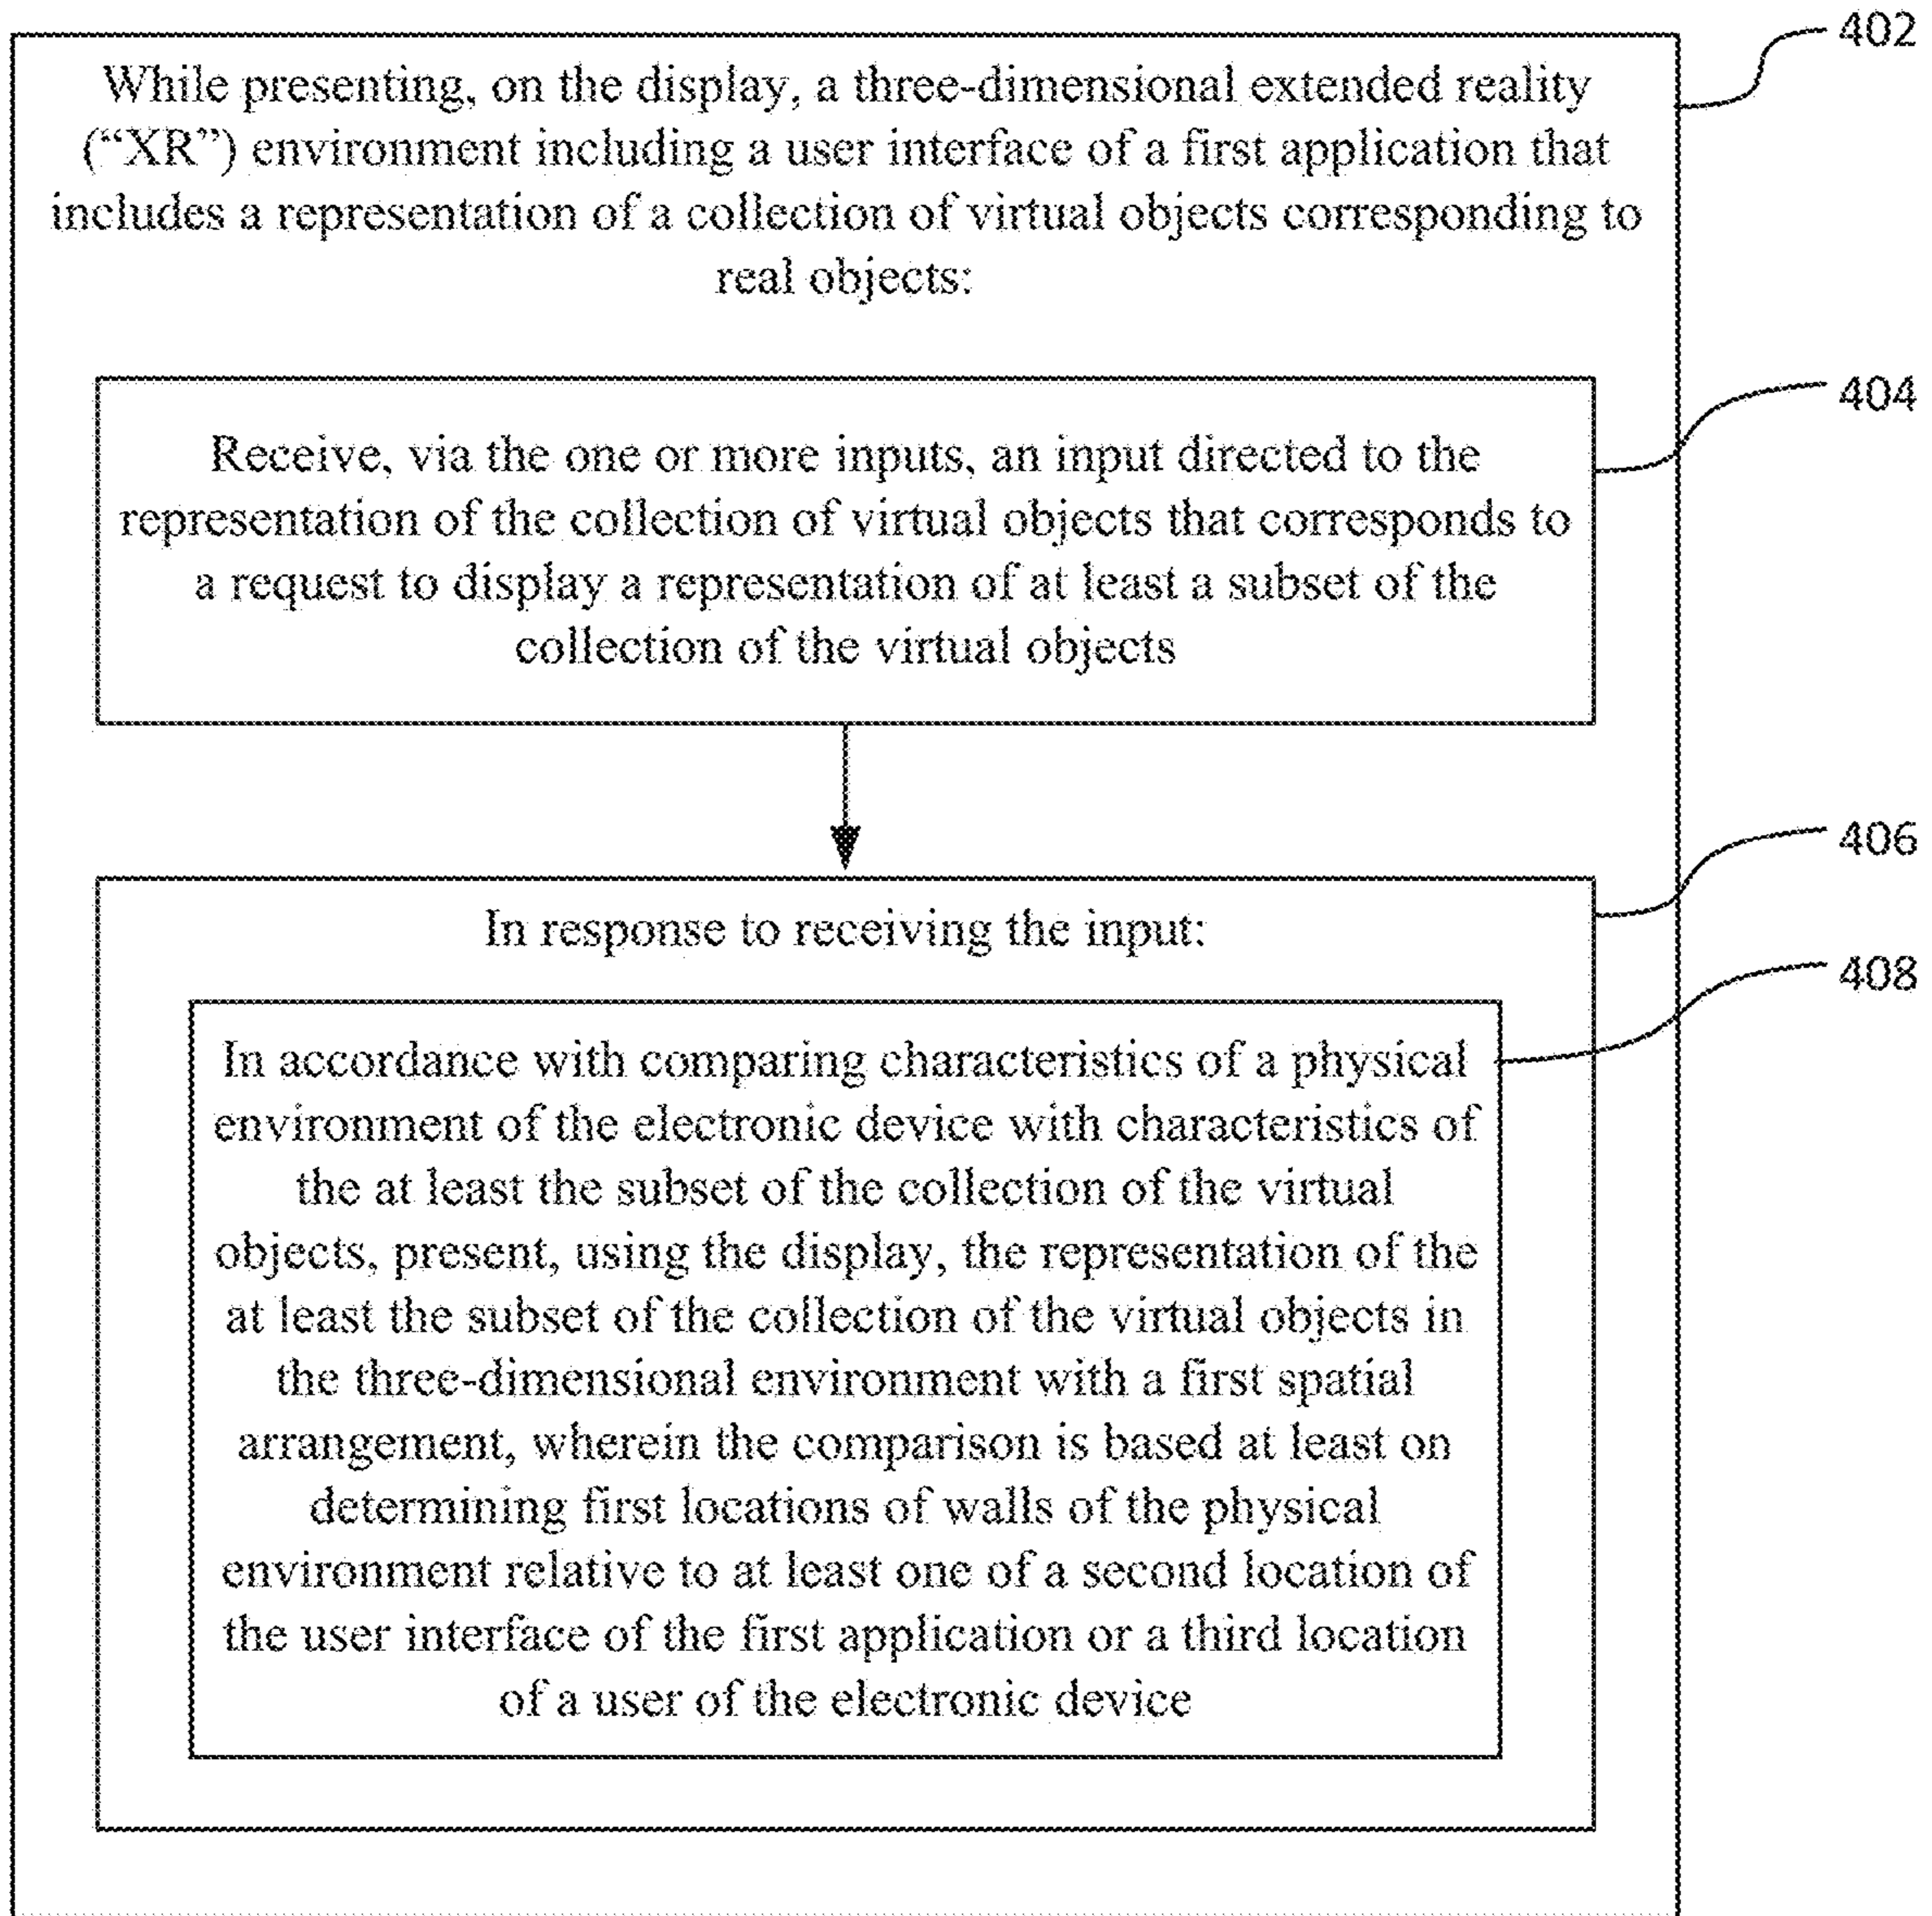 402
While presenting, on the display, a three-dimensional extended reality
(“XR”) environment including a user interface of a first application that
includes a representation of a collection of virtual objects corresponding to
real objects:
404
Receive, via the one or more inputs, an input directed to the
representation of the collection of virtual objects that corresponds to
a request to display a representation of at least a subset of the
collection of the virtual objects
406
In response to receiving the input:
408
In accordance with comparing characteristics of a physical
environment of the electronic device with characteristics of
the at least the subset of the collection of the virtual
objects, present, using the display, the representation of the
at least the subset of the collection of the virtual objects in
the three-dimensional environment with a first spatial
arrangement, wherein the comparison is based at least on
determining first locations of walls of the physical
environment relative to at least one of a second location of
the user interface of the first application or a third location
of a user of the electronic device